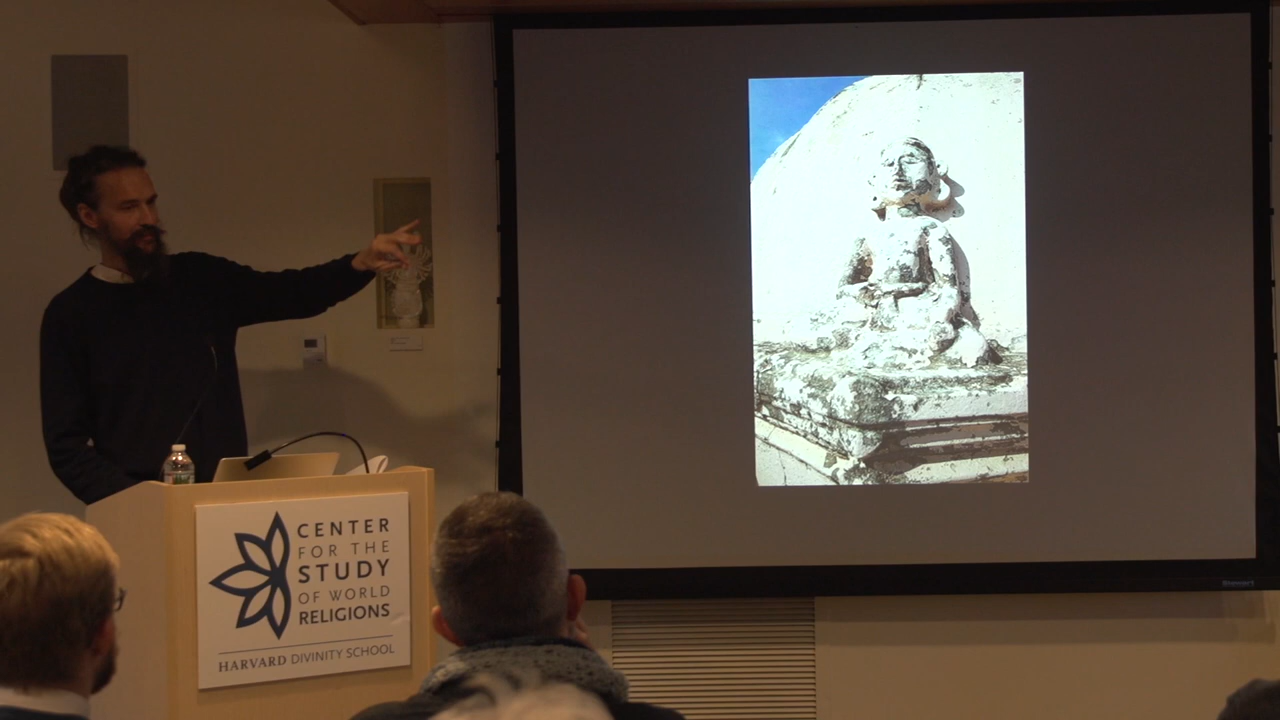 CENTER
FOR THE
STUDY
OF WORLD
RELIGIONS
HARVARD DIVINITY SCHOOL